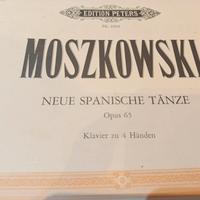 EDITION PETERS
MOSZKOWSKI
NEUE SPANISCHE TÄNZE
Opus 65
Klavier zu 4 Händen